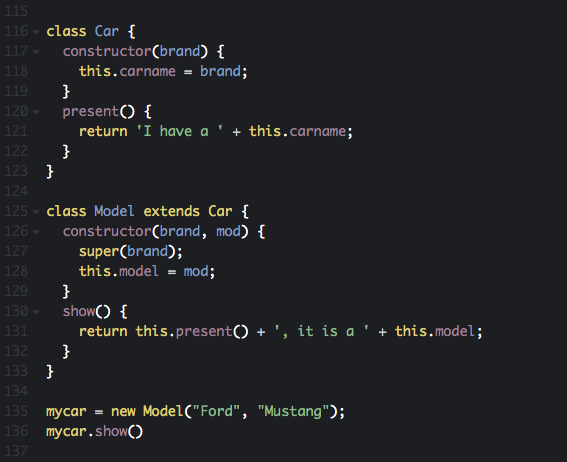 115
116 class Car {
117   constructor(brand) {
118     this.carname = brand;
119   }
120   present() {
121     return 'I have a ' + this.carname;
122   }
123 }
124
125 class Model extends Car {
126   constructor(brand, mod) {
127     super(brand);
128     this.model = mod;
129   }
130   show() {
131     return this.present() + ', it is a ' + this.model;
132   }
133 }
134
135 mycar = new Model("Ford", "Mustang");
136 mycar.show()
137